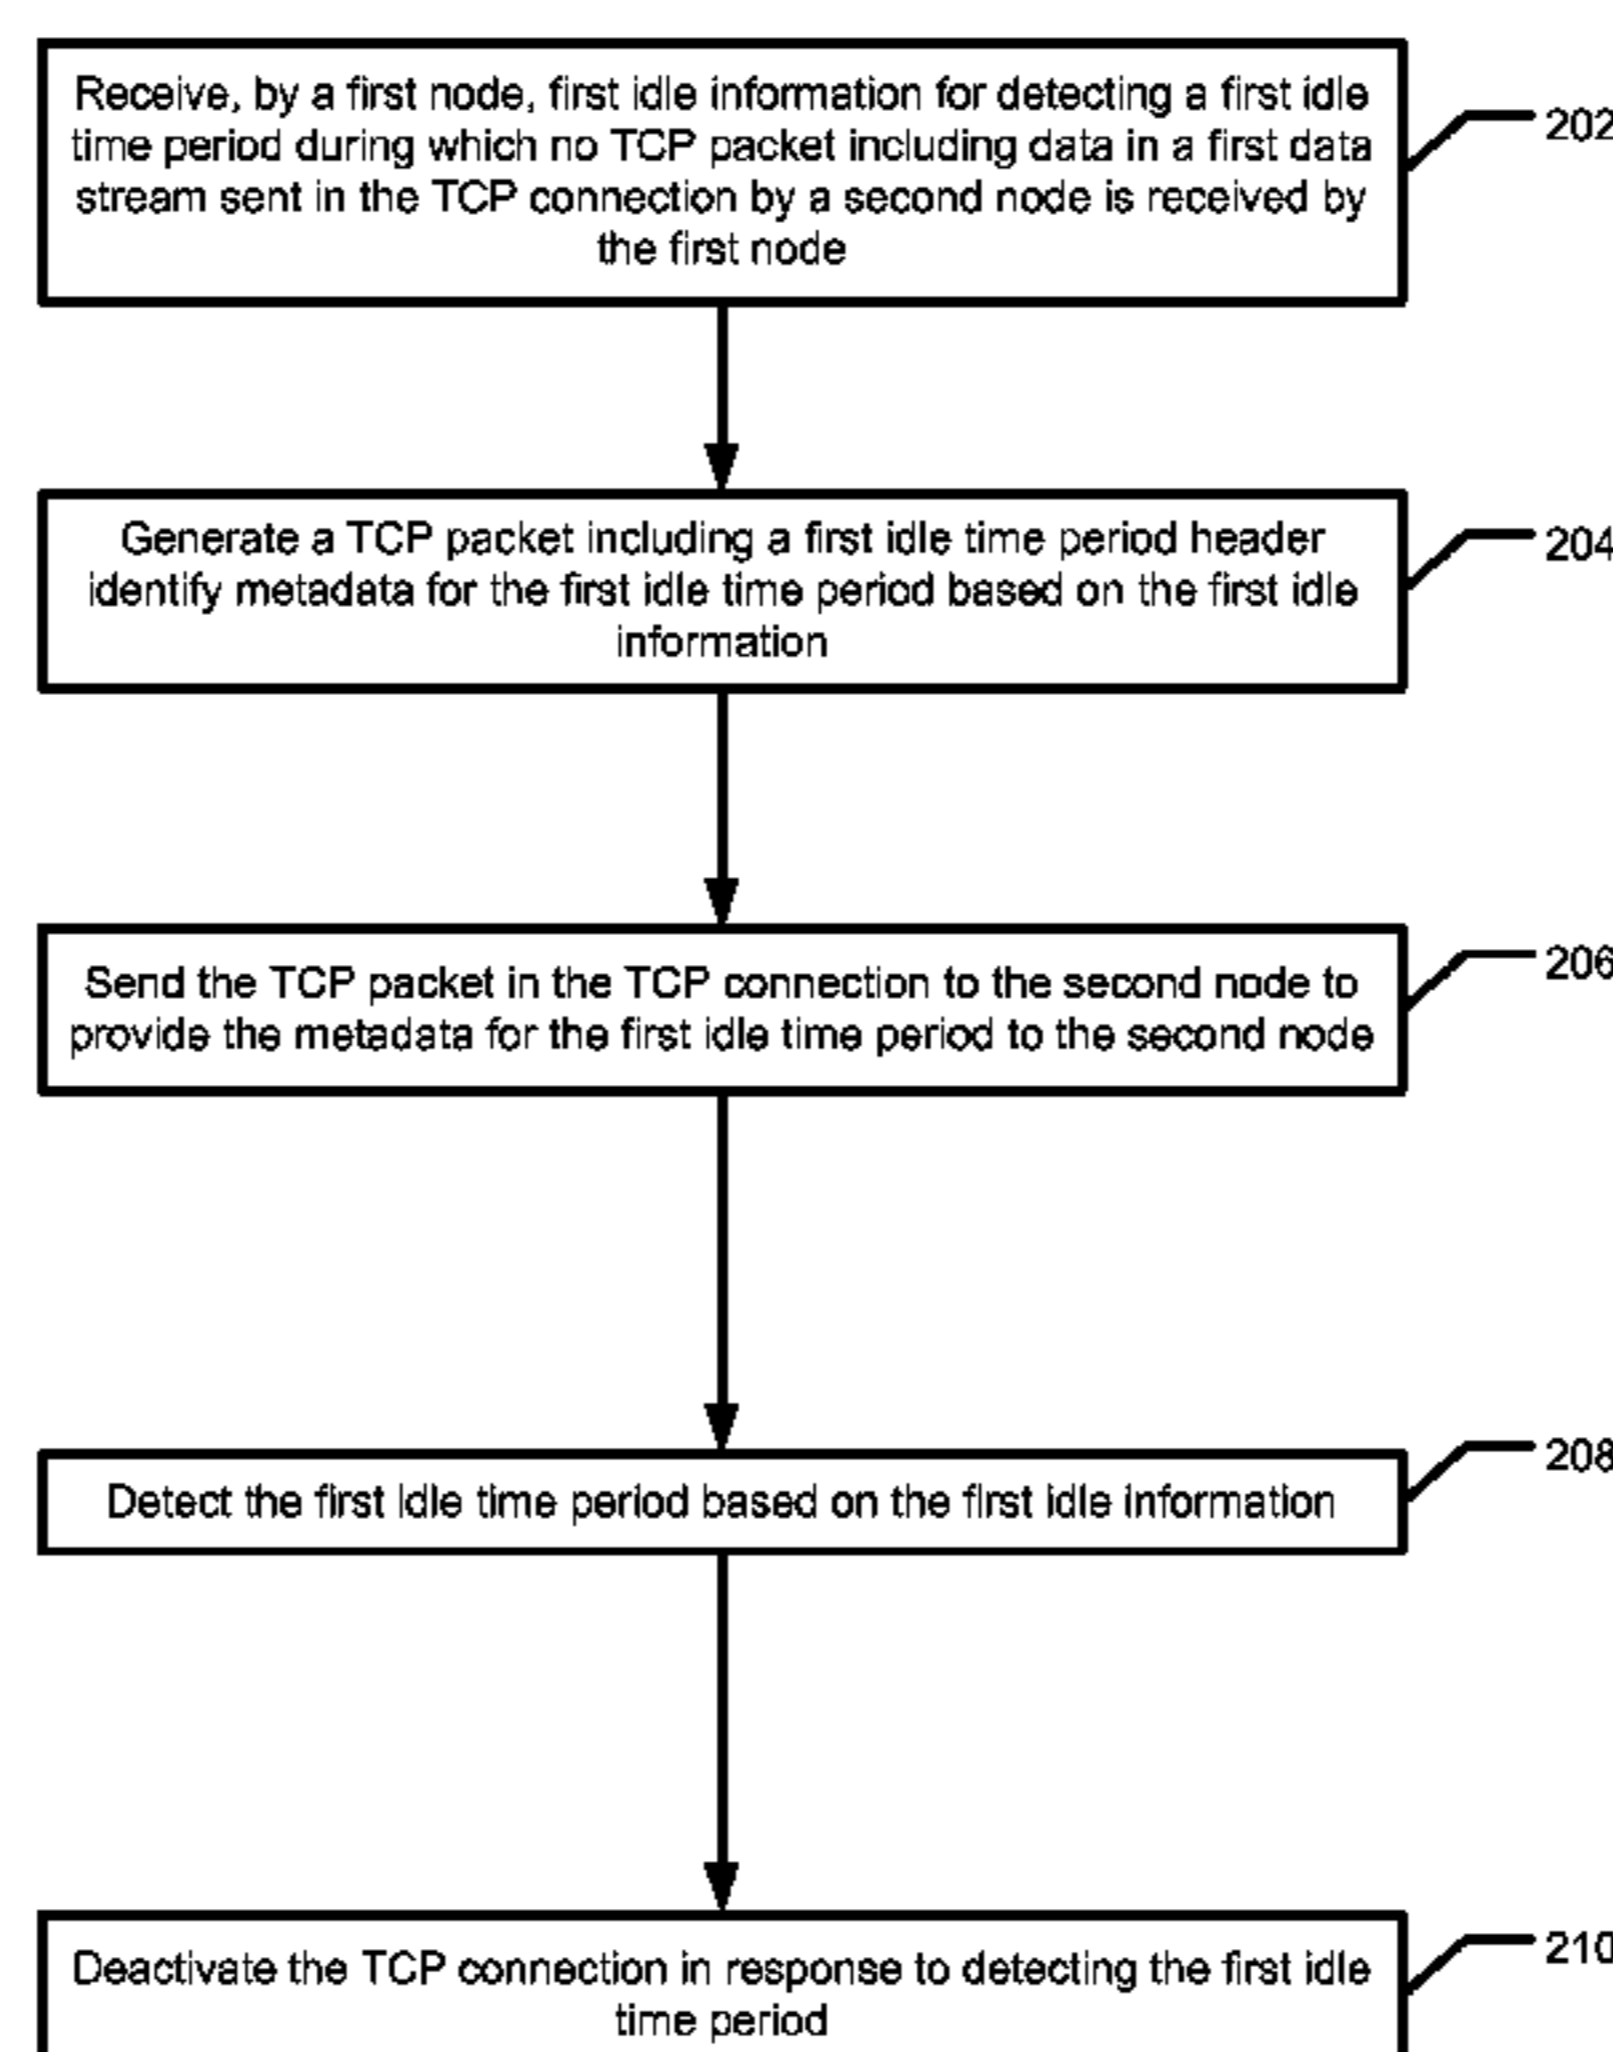 Receive, by a first node, first idle information for detecting a first idle
time period during which no TCP packet including data in a first data
stream sent in the TCP connection by a second node is received by
the first node
202
Generate a TCP packet including a first idle time period header
identify metadata for the first idle time period based on the first idle
information
204
Send the TCP packet in the TCP connection to the second node to
provide the metadata for the first idle time period to the second node
206
Detect the first idle time period based on the first idle information
208
Deactivate the TCP connection in response to detecting the first idle
time period
210